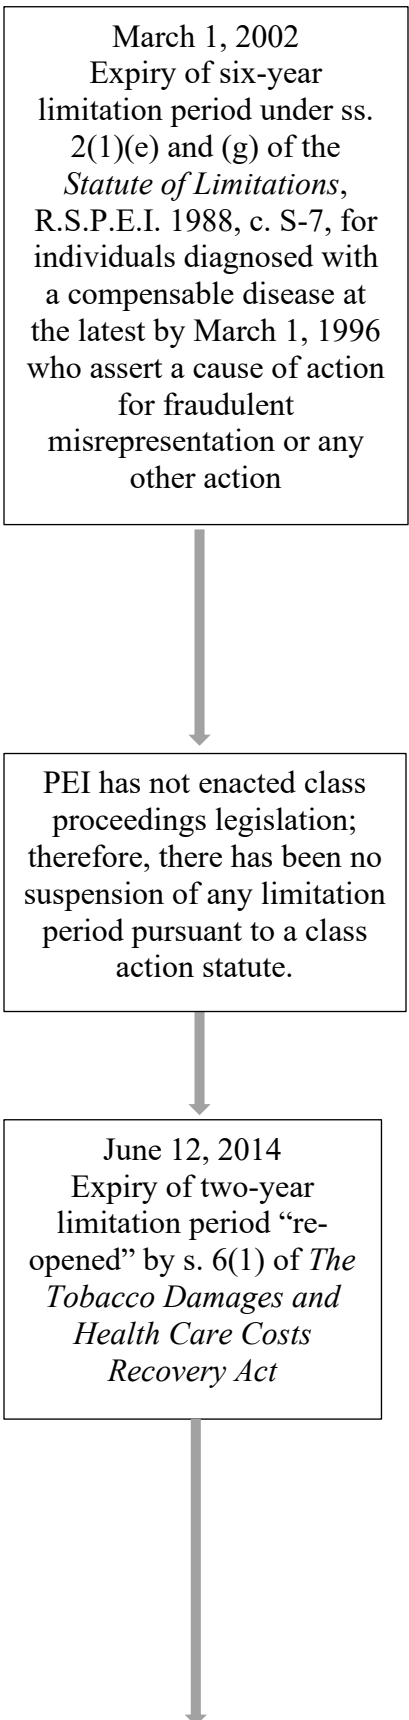 March 1, 2002
Expiry of six-year
limitation period under ss.
2(1)(e) and (g) of the
Statute of Limitations,
R.S.P.E.I. 1988, c. S-7, for
individuals diagnosed with
a compensable disease at
the latest by March 1, 1996
who assert a cause of action
for fraudulent
misrepresentation or any
other action
PEI has not enacted class
proceedings legislation;
therefore, there has been no
suspension of any limitation
period pursuant to a class
action statute.
June 12, 2014
Expiry of two-year
limitation period “re-
opened” by s. 6(1) of The
Tobacco Damages and
Health Care Costs
Recovery Act